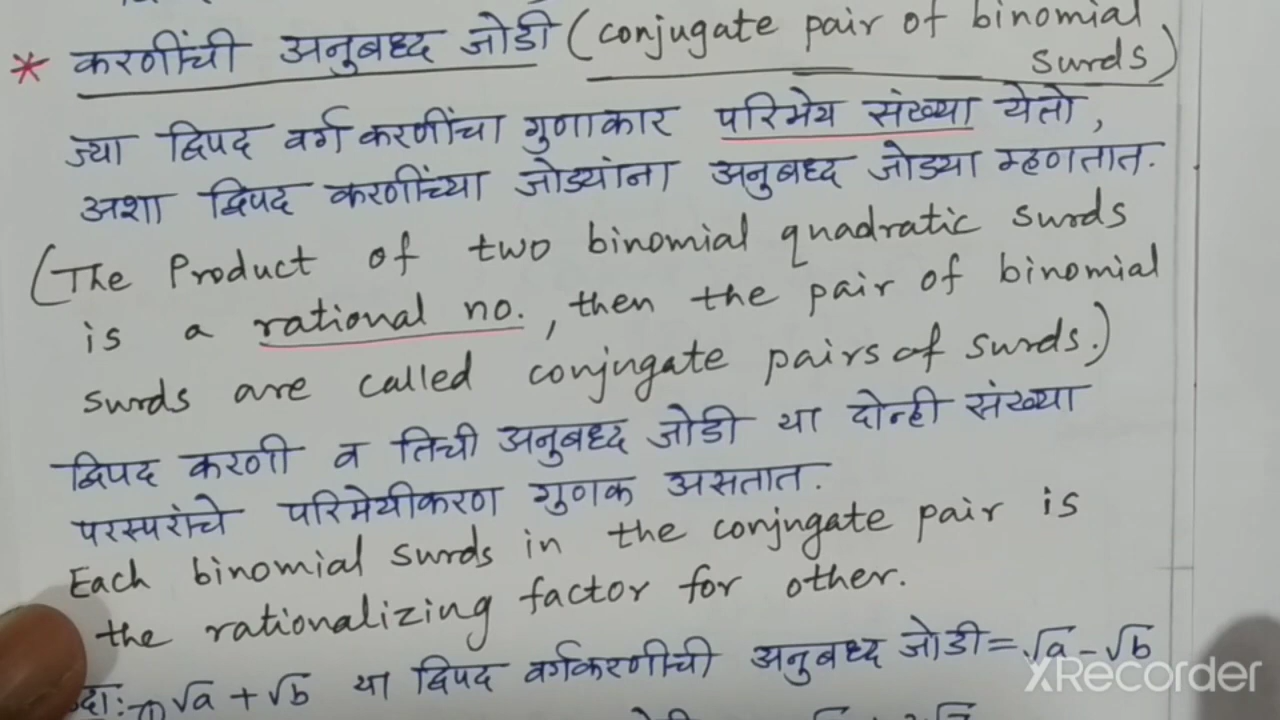 * करणींची अनुबध्द जोडी (conjugate pair of binomial
surds)
ज्या द्विपद वर्ग करणींचा गुणाकार परिमेय संख्या येतो,
अशा द्विपद करणींच्या जोड्यांना अनुबध्द जोड्या म्हणतात.
(The Product of two binomial quadratic surds
is a rational no., then the pair of binomial
surds are called conjugate pairs of surds.)
द्विपद करणी व तिची अनुबध्द जोडी या दोन्ही संख्या
परस्परांचे परिमेयीकरण गुणक असतात.
Each binomial surds in the conjugate pair is
the rationalizing factor for other.
उदा: √a + √b या द्विपद वर्गकरणीची अनुबध्द जोडी = √a - √b
XRecorder